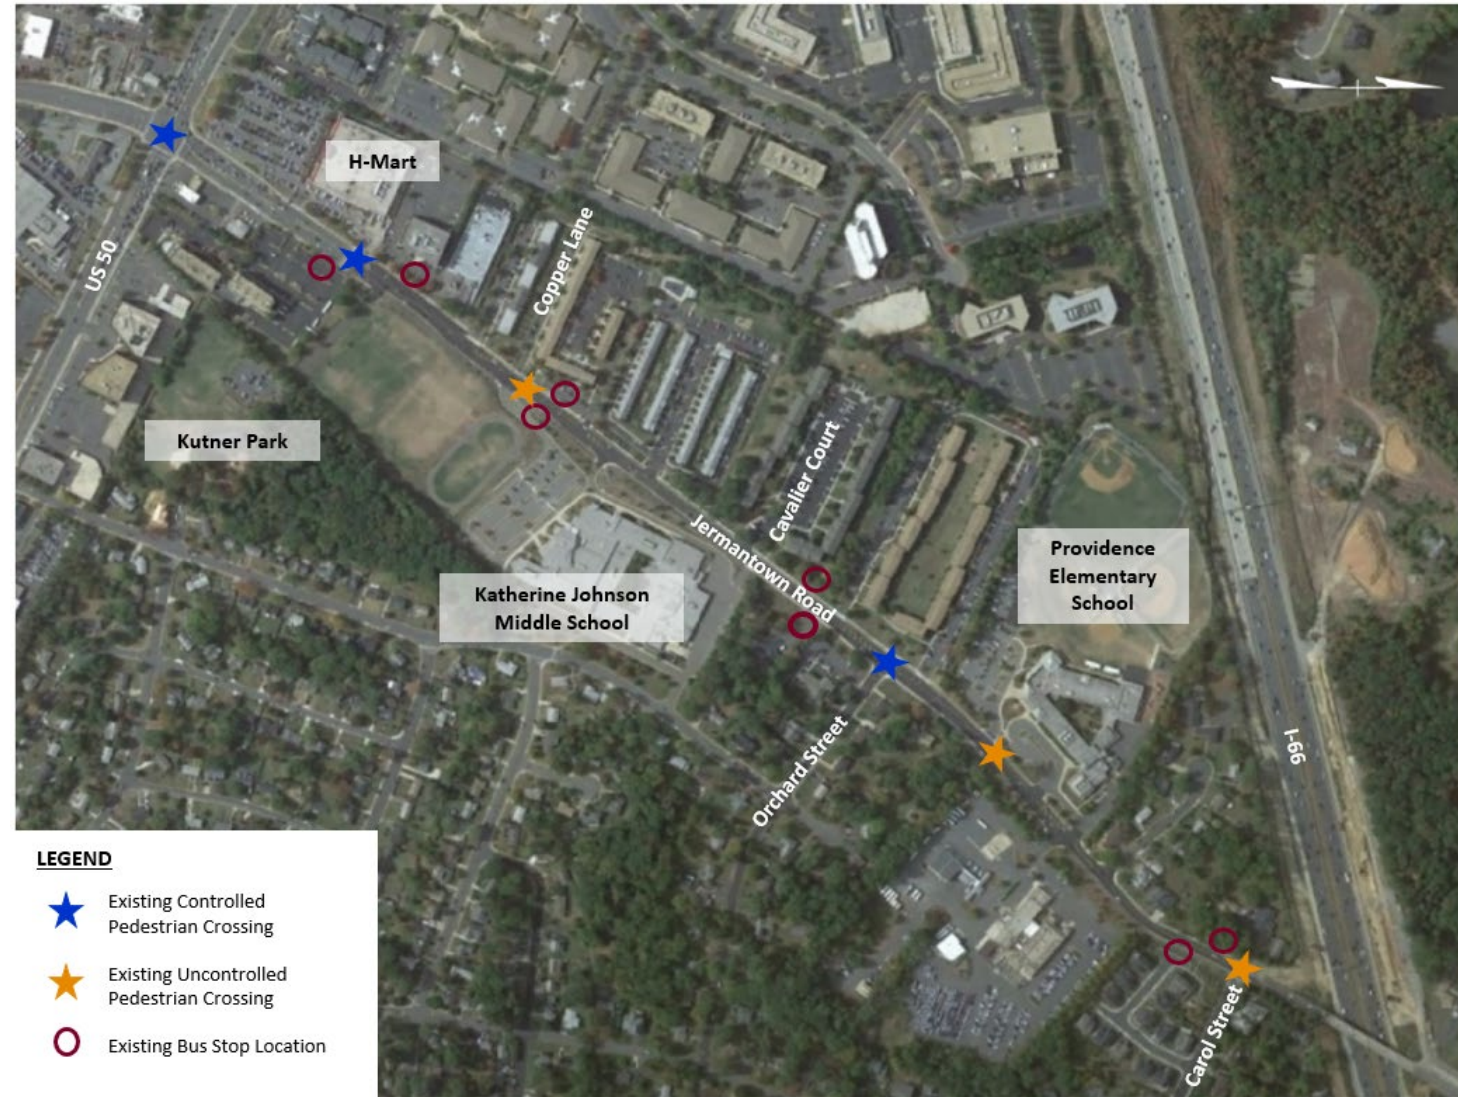 H-Mart
US 50
Copper Lane
Kutner Park
Cavalier Court
Jermantown Road
Katherine Johnson
Middle School
Providence
Elementary
School
Orchard Street
I-66
Carol Street
LEGEND
Existing Controlled
Pedestrian Crossing
Existing Uncontrolled
Pedestrian Crossing
Existing Bus Stop Location